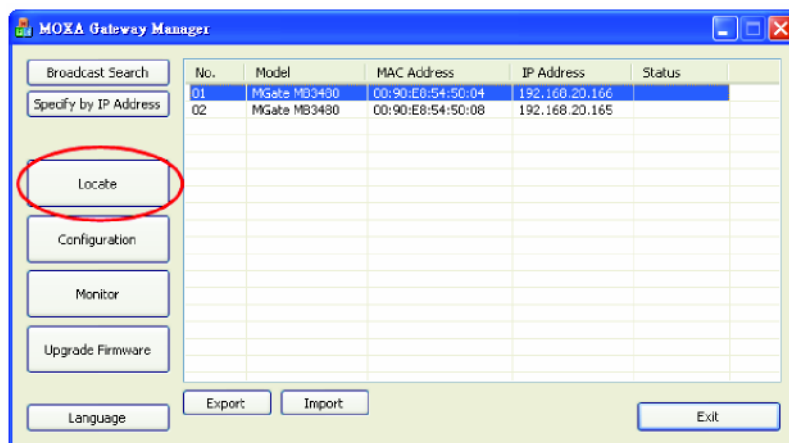 MOXA Gateway Manager
Broadcast Search
Specify by IP Address
Locate
Configuration
Monitor
Upgrade Firmware
Language
No. Model MAC Address IP Address Status
01 MGate MB3480 00:90:E8:54:50:04 192.168.20.166
02 MGate MB3480 00:90:E8:54:50:08 192.168.20.165
Export Import
Exit